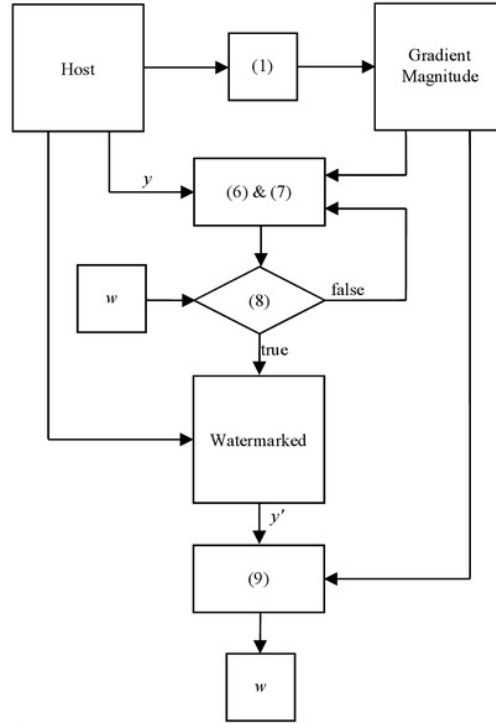 Host
(1)
Gradient
Magnitude
y
(6) & (7)
w
(8)
false
true
Watermarked
y'
(9)
w